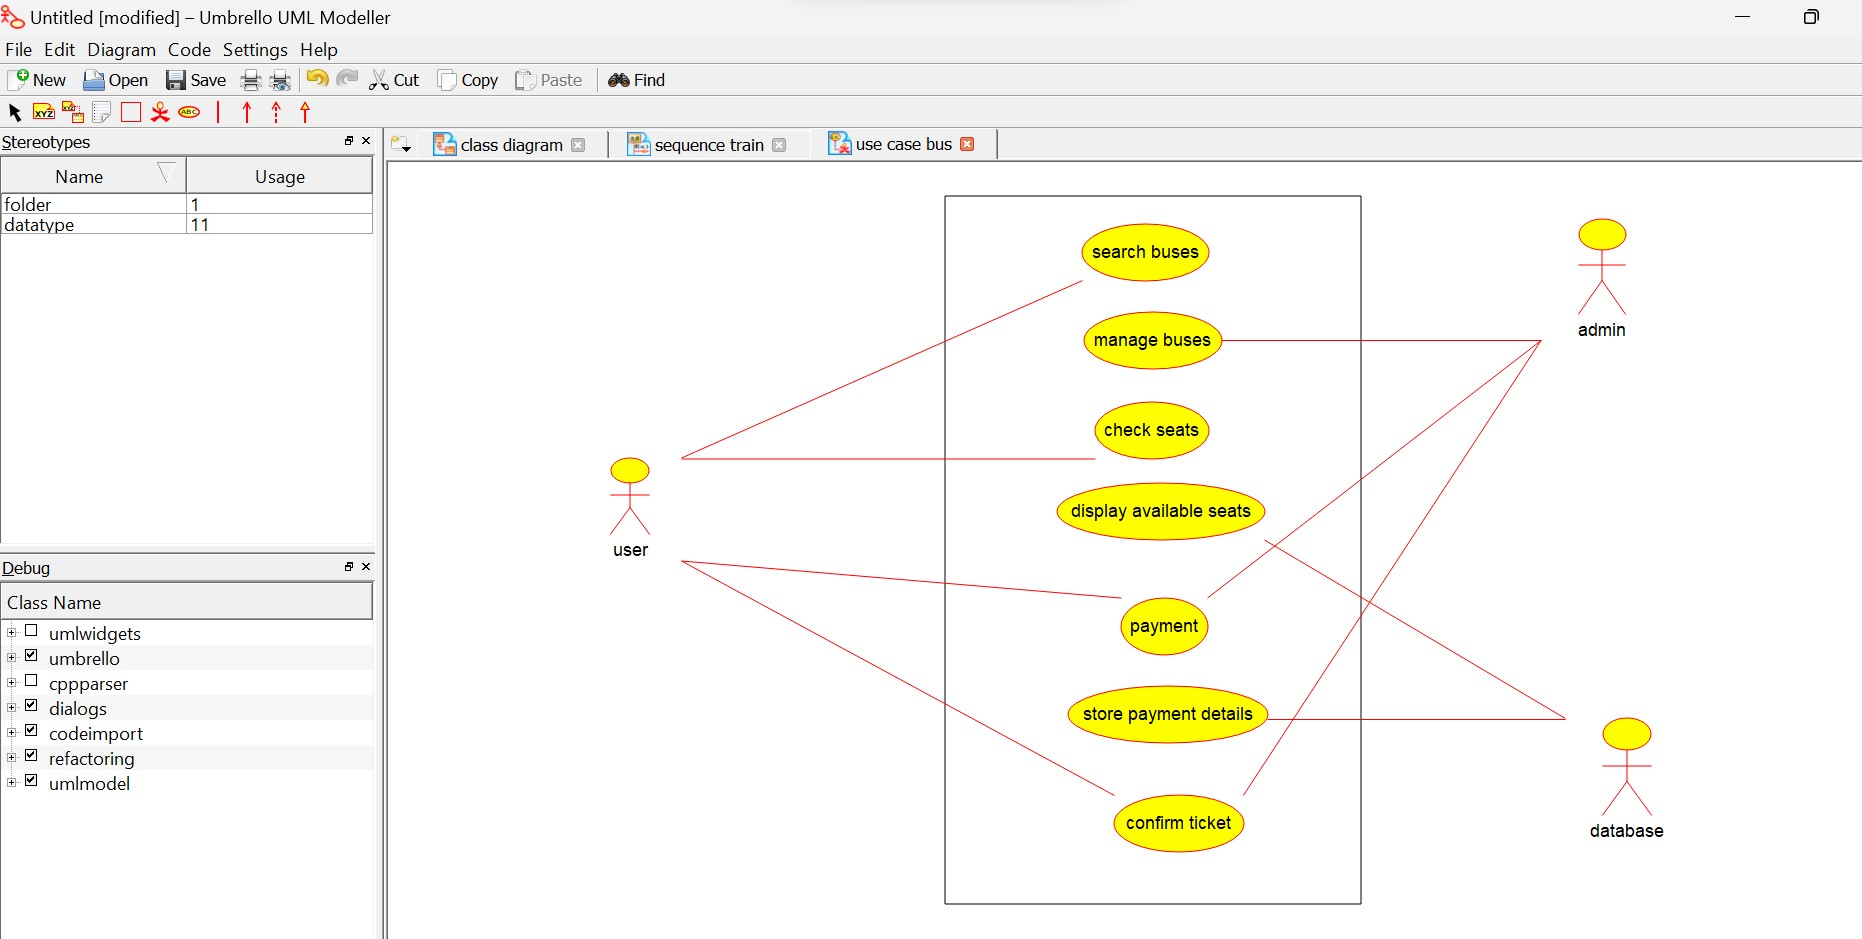 Untitled [modified] – Umbrello UML Modeller
File Edit Diagram Code Settings Help
New Open Save Cut Copy Paste Find
XYZ XYZ ABC
Stereotypes
Name Usage
folder 1
datatype 11
Debug
Class Name
umlwidgets
umbrello
cppparser
dialogs
codeimport
refactoring
umlmodel
class diagram sequence train use case bus
search buses
manage buses
check seats
display available seats
payment
store payment details
confirm ticket
user
admin
database